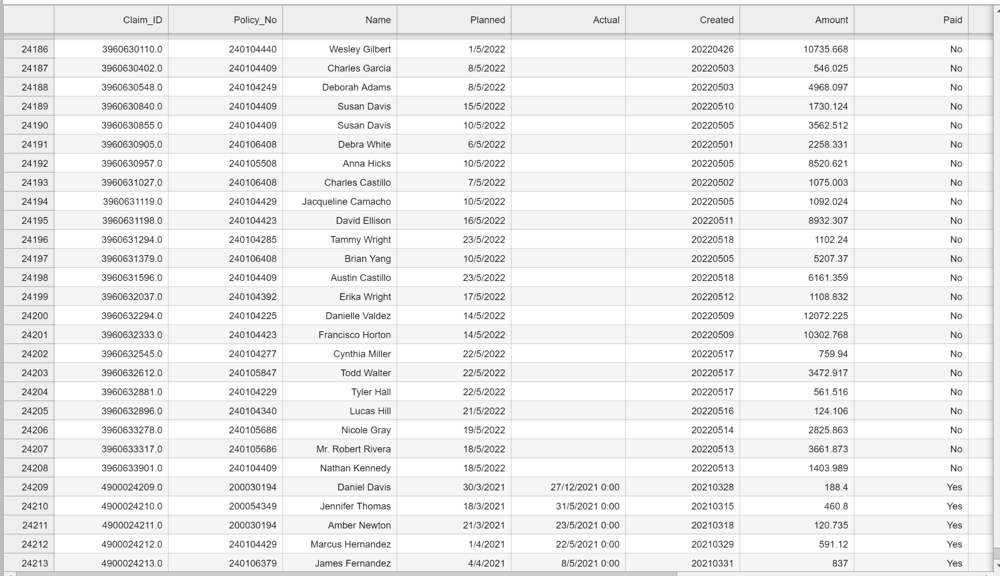 Claim_ID Policy_No Name Planned Actual Created Amount Paid
24186 3960630110.0 240104440 Wesley Gilbert 1/5/2022 20220426 10735.668 No
24187 3960630402.0 240104409 Charles Garcia 8/5/2022 20220503 546.025 No
24188 3960630548.0 240104249 Deborah Adams 8/5/2022 20220503 4968.097 No
24189 3960630840.0 240104409 Susan Davis 15/5/2022 20220510 1730.124 No
24190 3960630855.0 240104409 Susan Davis 10/5/2022 20220505 3562.512 No
24191 3960630905.0 240106408 Debra White 6/5/2022 20220501 2258.331 No
24192 3960630957.0 240105508 Anna Hicks 10/5/2022 20220505 8520.621 No
24193 3960631027.0 240106408 Charles Castillo 7/5/2022 20220502 1075.003 No
24194 3960631119.0 240104429 Jacqueline Camacho 10/5/2022 20220505 1092.024 No
24195 3960631198.0 240104423 David Ellison 16/5/2022 20220511 8932.307 No
24196 3960631294.0 240104285 Tammy Wright 23/5/2022 20220518 1102.24 No
24197 3960631379.0 240106408 Brian Yang 10/5/2022 20220505 5207.37 No
24198 3960631596.0 240104409 Austin Castillo 23/5/2022 20220518 6161.359 No
24199 3960632037.0 240104392 Erika Wright 17/5/2022 20220512 1108.832 No
24200 3960632294.0 240104225 Danielle Valdez 14/5/2022 20220509 12072.225 No
24201 3960632333.0 240104423 Francisco Horton 14/5/2022 20220509 10302.768 No
24202 3960632545.0 240104277 Cynthia Miller 22/5/2022 20220517 759.94 No
24203 3960632612.0 240105847 Todd Walter 22/5/2022 20220517 3472.917 No
24204 3960632881.0 240104229 Tyler Hall 22/5/2022 20220517 561.516 No
24205 3960632896.0 240104340 Lucas Hill 21/5/2022 20220516 124.106 No
24206 3960633278.0 240105686 Nicole Gray 19/5/2022 20220514 2825.863 No
24207 3960633317.0 240105686 Mr. Robert Rivera 18/5/2022 20220513 3661.873 No
24208 3960633901.0 240104409 Nathan Kennedy 18/5/2022 20220513 1403.989 No
24209 4900024209.0 200030194 Daniel Davis 30/3/2021 27/12/2021 0:00 20210328 188.4 Yes
24210 4900024210.0 200054349 Jennifer Thomas 18/3/2021 31/5/2021 0:00 20210315 460.8 Yes
24211 4900024211.0 200030194 Amber Newton 21/3/2021 23/5/2021 0:00 20210318 120.735 Yes
24212 4900024212.0 240104429 Marcus Hernandez 1/4/2021 22/5/2021 0:00 20210329 591.12 Yes
24213 4900024213.0 240106379 James Fernandez 4/4/2021 8/5/2021 0:00 20210331 837 Yes